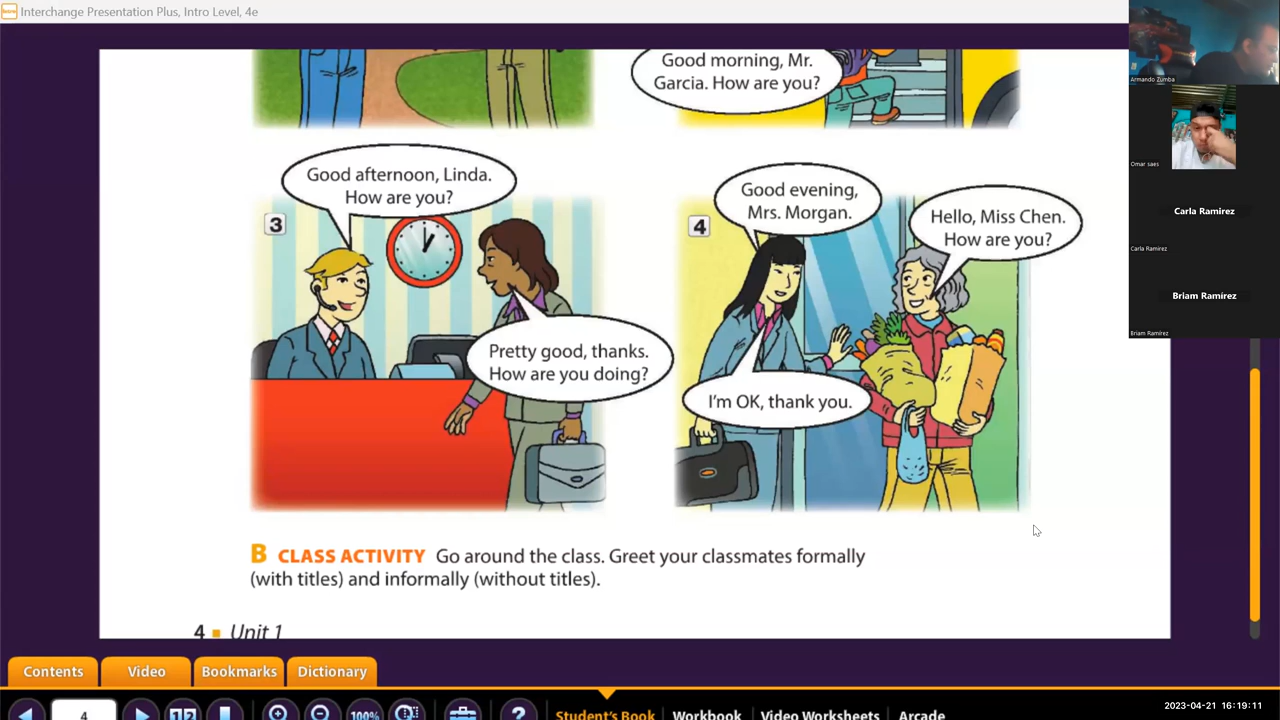 Interchange Presentation Plus, Intro Level, 4e
Good morning, Mr.
Garcia. How are you?
Good afternoon, Linda.
How are you?
3
Pretty good, thanks.
How are you doing?
Good evening,
Mrs. Morgan.
4
Hello, Miss Chen.
How are you?
I'm OK, thank you.
B CLASS ACTIVITY Go around the class. Greet your classmates formally
(with titles) and informally (without titles).
4 Unit 1
Armando Zumba
Omar saes
Carla Ramirez
Carla Ramirez
Briam Ramírez
Briam Ramírez
Contents Video Bookmarks Dictionary
4 1 2 100% ? Student's Book Workbook Video Worksheets Arcade
2023-04-21 16:19:11